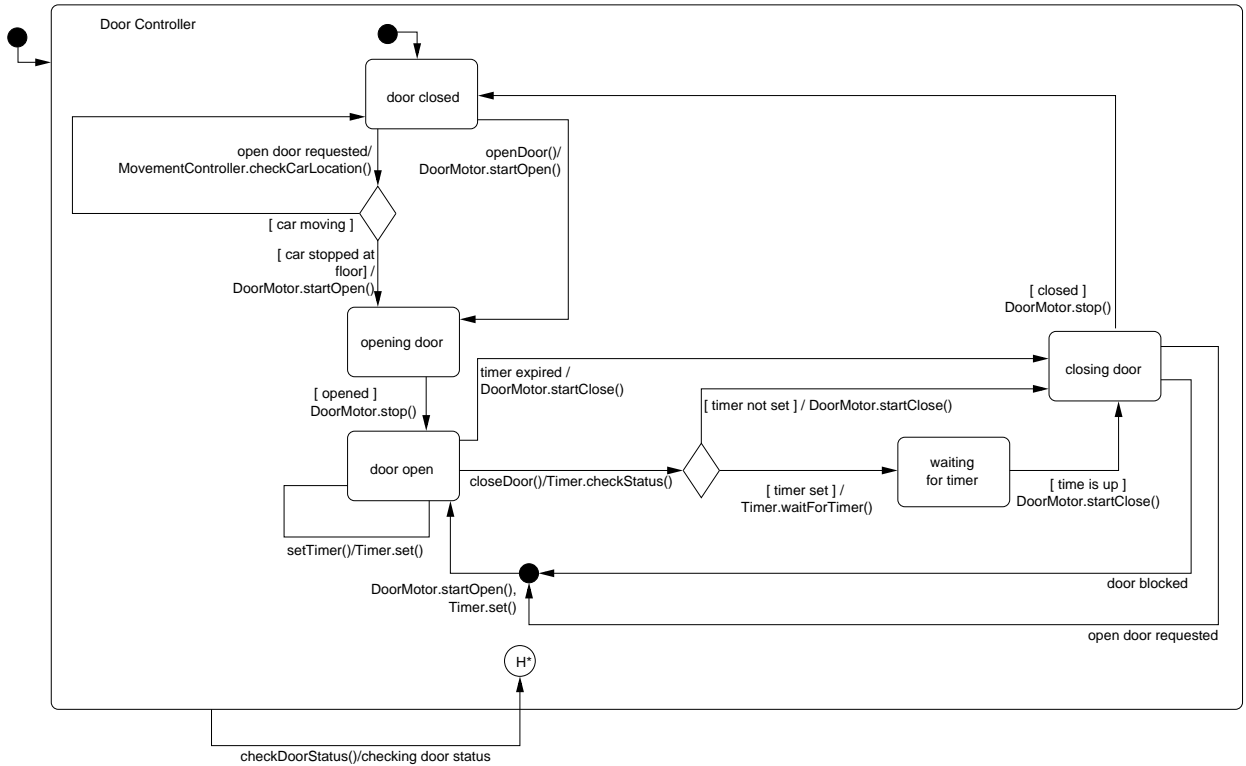 Door Controller
door closed
open door requested/
MovementController.checkCarLocation()
openDoor()/
DoorMotor.startOpen()
[ car moving ]
[ car stopped at
floor] /
DoorMotor.startOpen()
[ closed ]
DoorMotor.stop()
opening door
closing door
timer expired /
DoorMotor.startClose()
[ opened ]
DoorMotor.stop()
[ timer not set ] / DoorMotor.startClose()
door open
waiting
for timer
closeDoor()/Timer.checkStatus()
[ timer set ] /
Timer.waitForTimer()
[ time is up ]
DoorMotor.startClose()
setTimer()/Timer.set()
DoorMotor.startOpen(),
Timer.set()
door blocked
open door requested
H*
checkDoorStatus()/checking door status